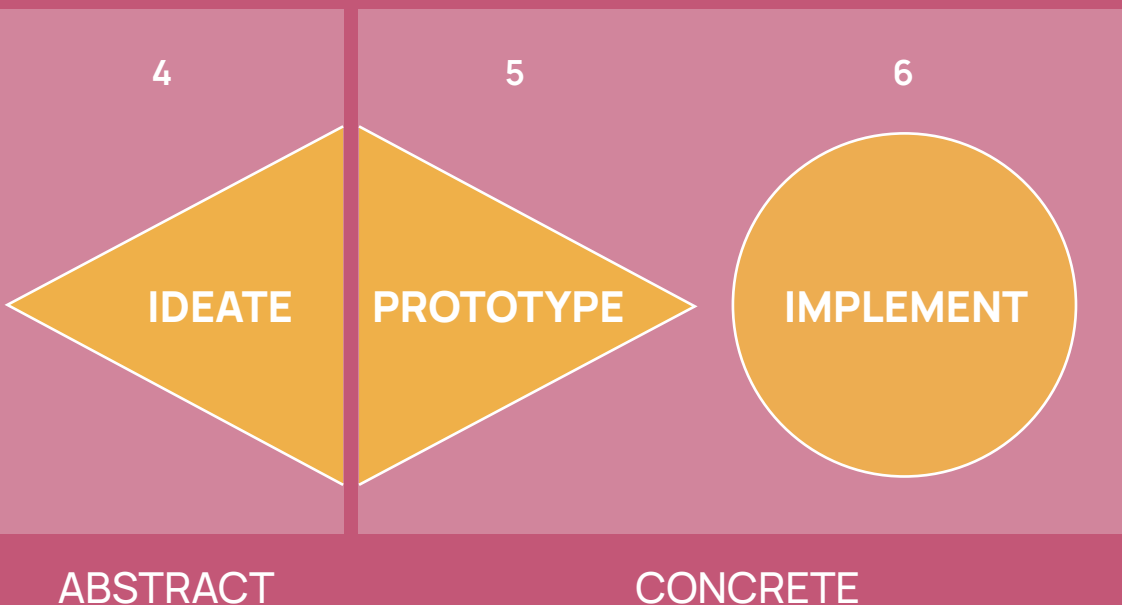 4
5
6
IDEATE
PROTOTYPE
IMPLEMENT
ABSTRACT
CONCRETE